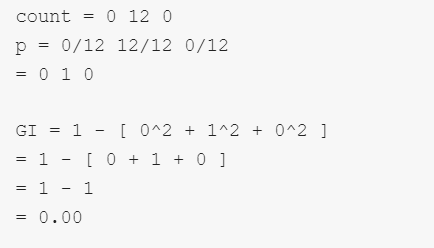 count = 0 12 0
p = 0/12 12/12 0/12
= 0 1 0
GI = 1 - [ 0^2 + 1^2 + 0^2 ]
= 1 - [ 0 + 1 + 0 ]
= 1 - 1
= 0.00